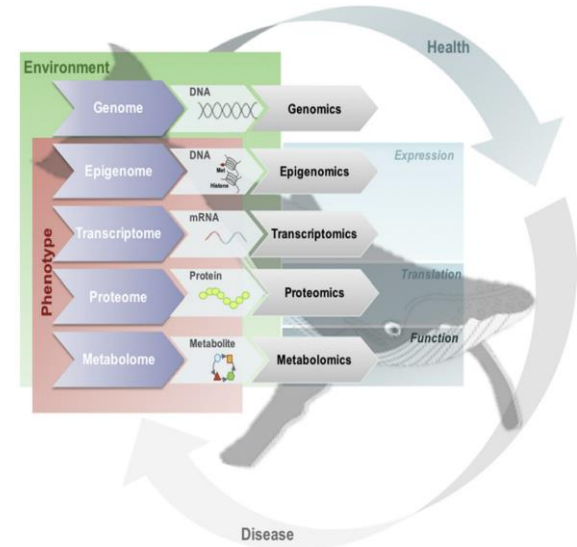 Health
Environment
DNA
Genome
Genomics
DNA
Expression
Epigenome
Met
Histone
Epigenomics
mRNA
Transcriptome
Transcriptomics
Phenotype
Protein
Translation
Proteome
Proteomics
Metabolite
Function
Metabolome
Metabolomics
Disease